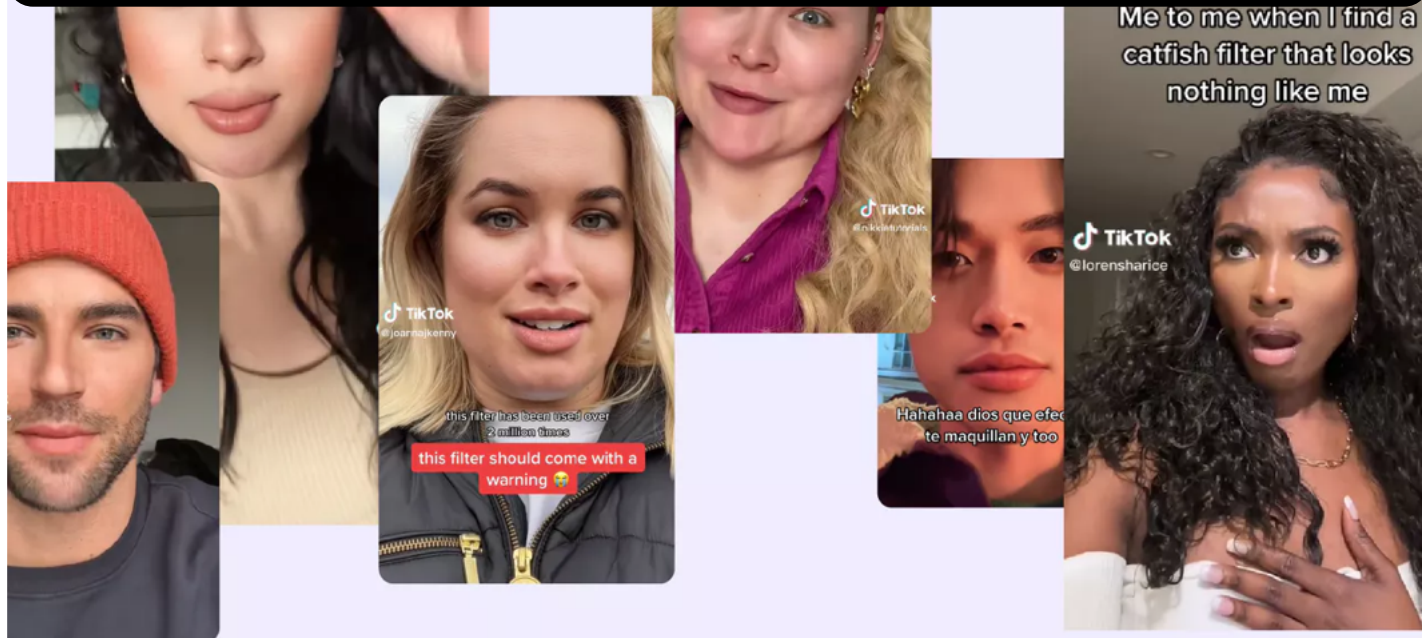 Me to me when I find a
catfish filter that looks
nothing like me
TikTok
@nikkietutorials
TikTok
@lorensharice
TikTok
@joannajkenny
this filter has been used over
2 million times
this filter should come with a
warning 😭
Hahahaa dios que efec
te maquillan y too